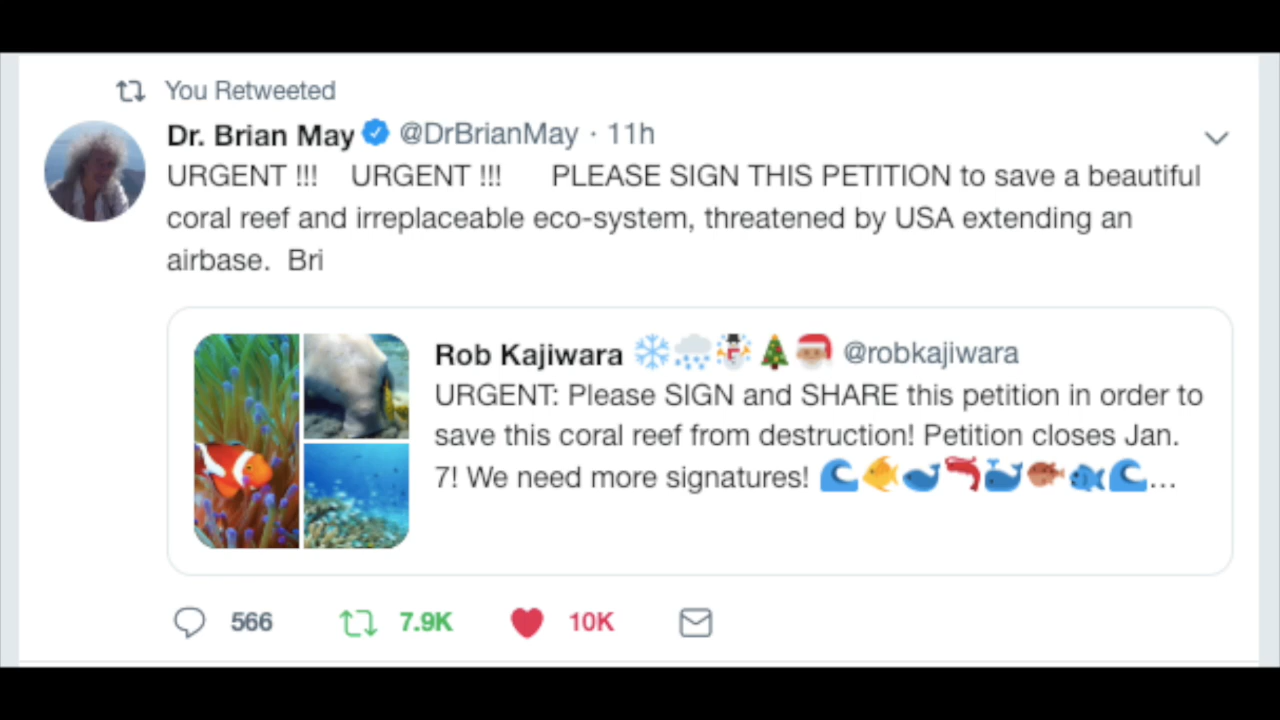 You Retweeted
Dr. Brian May @DrBrianMay · 11h
URGENT !!! URGENT !!! PLEASE SIGN THIS PETITION to save a beautiful
coral reef and irreplaceable eco-system, threatened by USA extending an
airbase. Bri
Rob Kajiwara ❄️🌨️☃️🎄🎅🏽 @robkajiwara
URGENT: Please SIGN and SHARE this petition in order to
save this coral reef from destruction! Petition closes Jan.
7! We need more signatures! 🌊🐠🐋🦐🐳🐡🐟🌊…
566 7.9K 10K